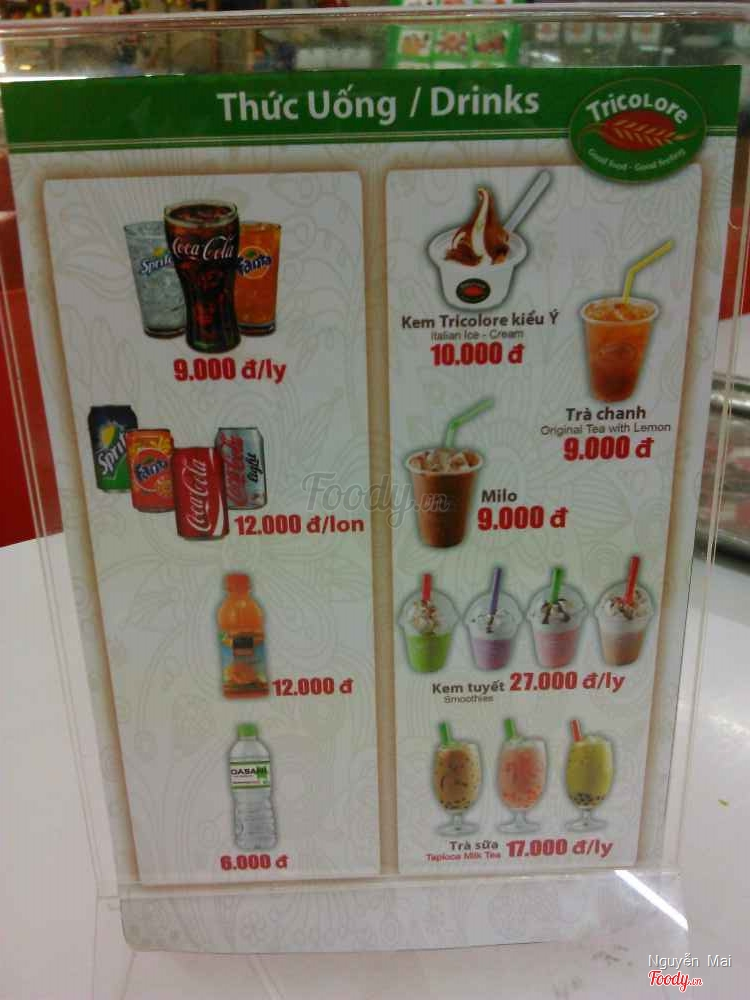 Thức Uống / Drinks
TRICOLORE
Good food - Good feeling
Sprite
Coca-Cola
Fanta
9.000 đ/ly
Kem Tricolore kiểu Ý
Italian Ice - Cream
10.000 đ
Trà chanh
Original Tea with Lemon
9.000 đ
Sprite
Fanta
Coca-Cola
Coca-Cola
light
12.000 đ/lon
Milo
9.000 đ
Foody.vn
12.000 đ
Kem tuyết 27.000 đ/ly
Smoothies
DASANI
6.000 đ
Trà sữa 17.000 đ/ly
Tapioca Milk Tea
Nguyễn Mai
Foody.vn